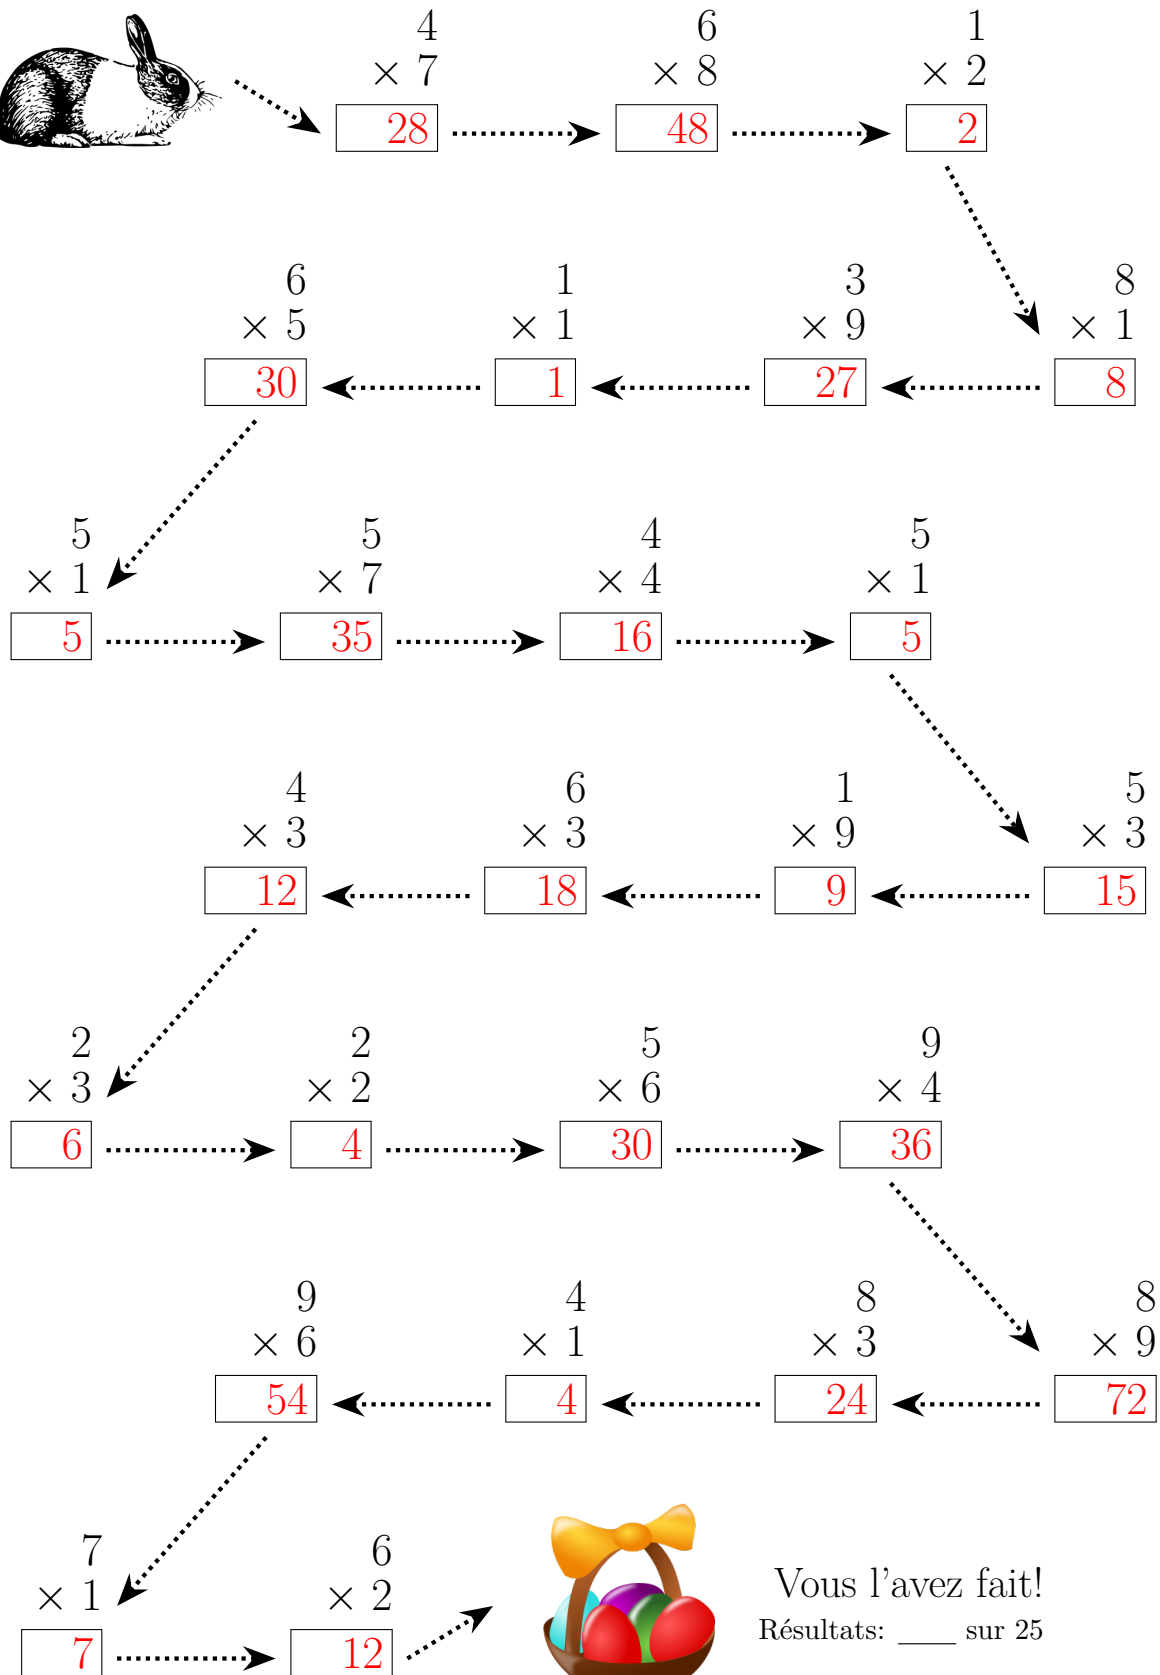 4 6 1
× 7 × 8 × 2
28 48 2
6 1 3 8
× 5 × 1 × 9 × 1
30 1 27 8
5 5 4 5
× 1 × 7 × 4 × 1
5 35 16 5
4 6 1 5
× 3 × 3 × 9 × 3
12 18 9 15
2 2 5 9
× 3 × 2 × 6 × 4
6 4 30 36
9 4 8 8
× 6 × 1 × 3 × 9
54 4 24 72
7 6
× 1 × 2
7 12
Vous l'avez fait!
Résultats: ____ sur 25